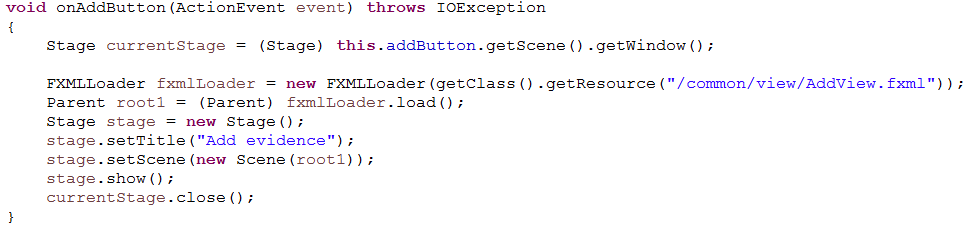 void onAddButton(ActionEvent event) throws IOException
{
    Stage currentStage = (Stage) this.addButton.getScene().getWindow();
    FXMLLoader fxmlLoader = new FXMLLoader(getClass().getResource("/common/view/AddView.fxml"));
    Parent root1 = (Parent) fxmlLoader.load();
    Stage stage = new Stage();
    stage.setTitle("Add evidence");
    stage.setScene(new Scene(root1));
    stage.show();
    currentStage.close();
}